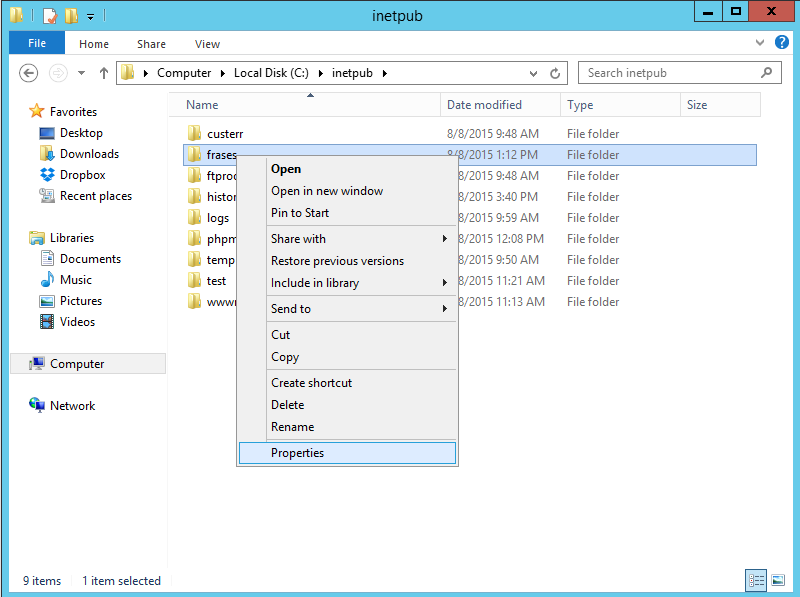 inetpub
File Home Share View
Computer Local Disk (C:) inetpub Search inetpub
Name Date modified Type Size
Favorites
Desktop
Downloads
Dropbox
Recent places
Libraries
Documents
Music
Pictures
Videos
Computer
Network
custerr 8/8/2015 9:48 AM File folder
frases 8/8/2015 1:12 PM File folder
ftproo 8/2015 9:48 AM File folder
histor 8/2015 3:40 PM File folder
logs 8/2015 9:59 AM File folder
phpm 8/2015 12:08 PM File folder
temp 8/2015 9:50 AM File folder
test 8/2015 11:21 AM File folder
wwwr 8/2015 11:13 AM File folder
Open
Open in new window
Pin to Start
Share with
Restore previous versions
Include in library
Send to
Cut
Copy
Create shortcut
Delete
Rename
Properties
9 items 1 item selected